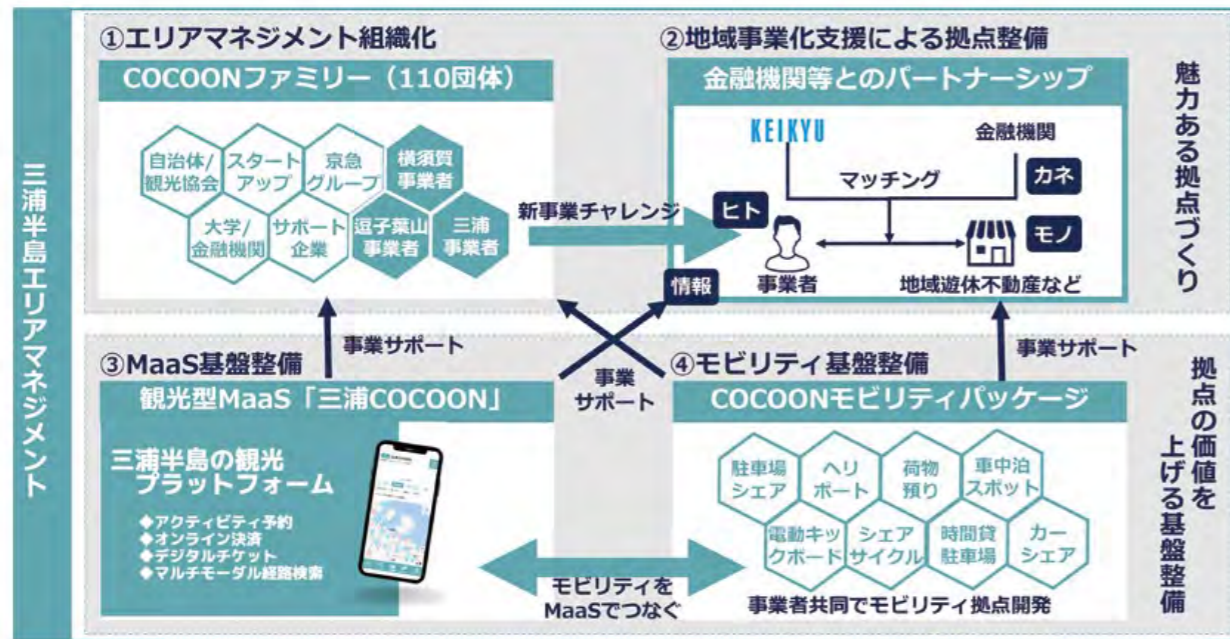 三浦半島エリアマネジメント
①エリアマネジメント組織化
COCOONファミリー（110団体）
自治体/
観光協会
スタート
アップ
京急
グループ
横須賀
事業者
大学/
金融機関
サポート
企業
逗子葉山
事業者
三浦
事業者
新事業チャレンジ
②地域事業化支援による拠点整備
金融機関等とのパートナーシップ
KEIKYU
金融機関
マッチング
カネ
ヒト
モノ
情報
事業者
地域遊休不動産など
魅力ある拠点づくり
事業サポート
事業
サポート
事業サポート
③MaaS基盤整備
観光型MaaS「三浦COCOON」
三浦半島の観光
プラットフォーム
◆アクティビティ予約
◆オンライン決済
◆デジタルチケット
◆マルチモーダル経路検索
モビリティを
MaaSでつなぐ
④モビリティ基盤整備
COCOONモビリティパッケージ
駐車場
シェア
ヘリ
ポート
荷物
預り
車中泊
スポット
電動キッ
クボード
シェア
サイクル
時間貸
駐車場
カー
シェア
事業者共同でモビリティ拠点開発
拠点の価値を
上げる基盤整備